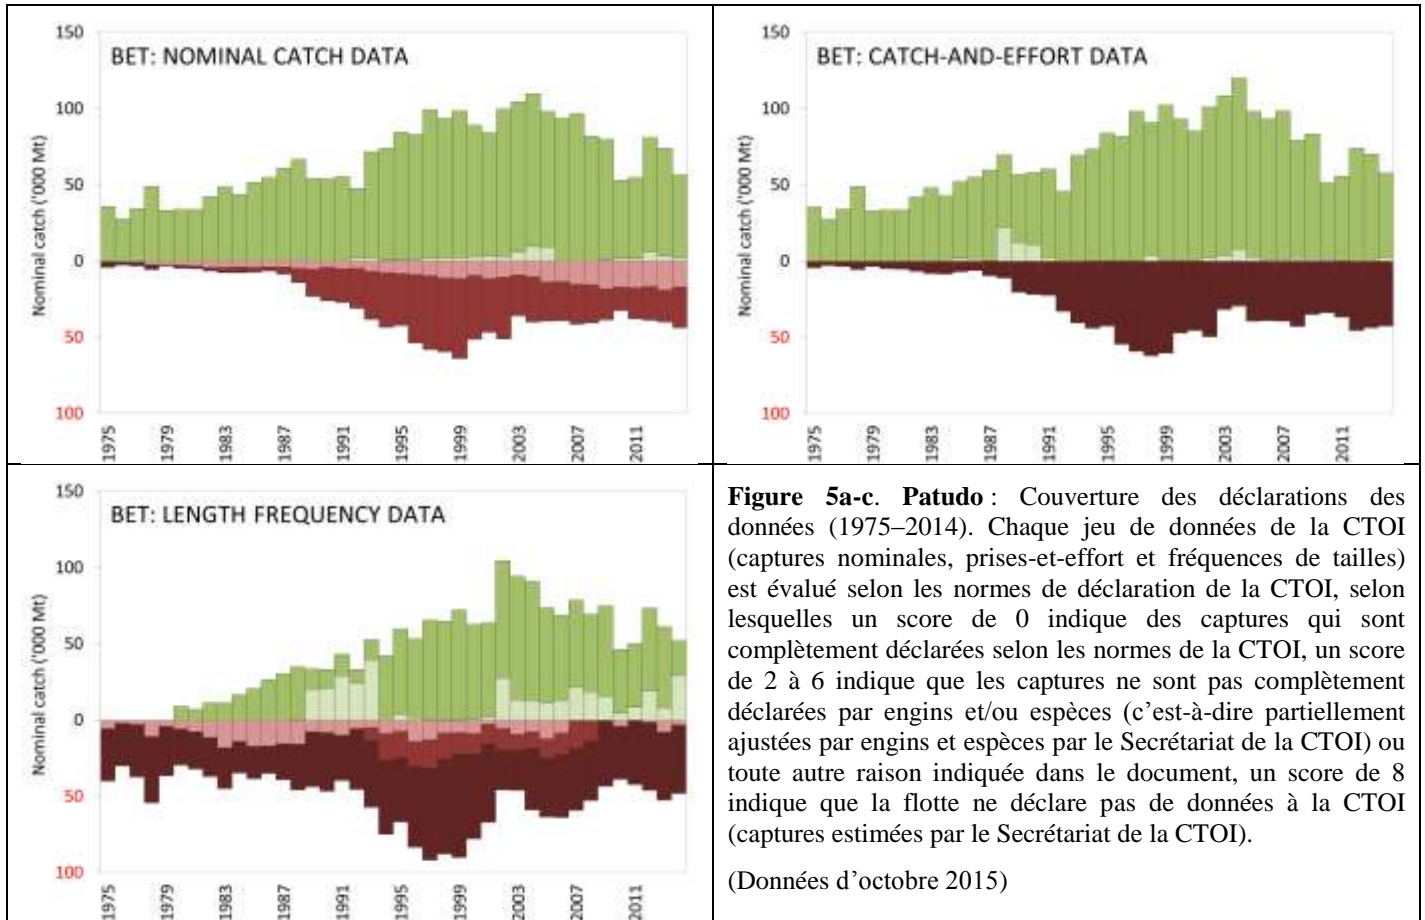 150
BET: NOMINAL CATCH DATA
100
50
0
50
100
Nominal catch ('000 Mt)
1975
1979
1983
1987
1991
1995
1999
2003
2007
2011
150
BET: CATCH-AND-EFFORT DATA
100
50
0
50
100
Nominal catch ('000 Mt)
1975
1979
1983
1987
1991
1995
1999
2003
2007
2011
150
BET: LENGTH FREQUENCY DATA
100
50
0
50
100
Nominal catch ('000 Mt)
1975
1979
1983
1987
1991
1995
1999
2003
2007
2011
Figure 5a-c. Patudo : Couverture des déclarations des
données (1975–2014). Chaque jeu de données de la CTOI
(captures nominales, prises-et-effort et fréquences de tailles)
est évalué selon les normes de déclaration de la CTOI, selon
lesquelles un score de 0 indique des captures qui sont
complètement déclarées selon les normes de la CTOI, un score
de 2 à 6 indique que les captures ne sont pas complètement
déclarées par engins et/ou espèces (c’est-à-dire partiellement
ajustées par engins et espèces par le Secrétariat de la CTOI) ou
toute autre raison indiquée dans le document, un score de 8
indique que la flotte ne déclare pas de données à la CTOI
(captures estimées par le Secrétariat de la CTOI).
(Données d’octobre 2015)